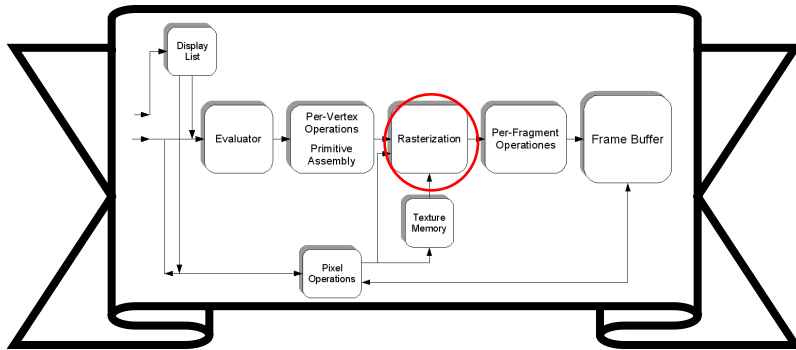 Display
List
Evaluator
Per-Vertex
Operations
Primitive
Assembly
Rasterization
Per-Fragment
Operationes
Frame Buffer
Texture
Memory
Pixel
Operations